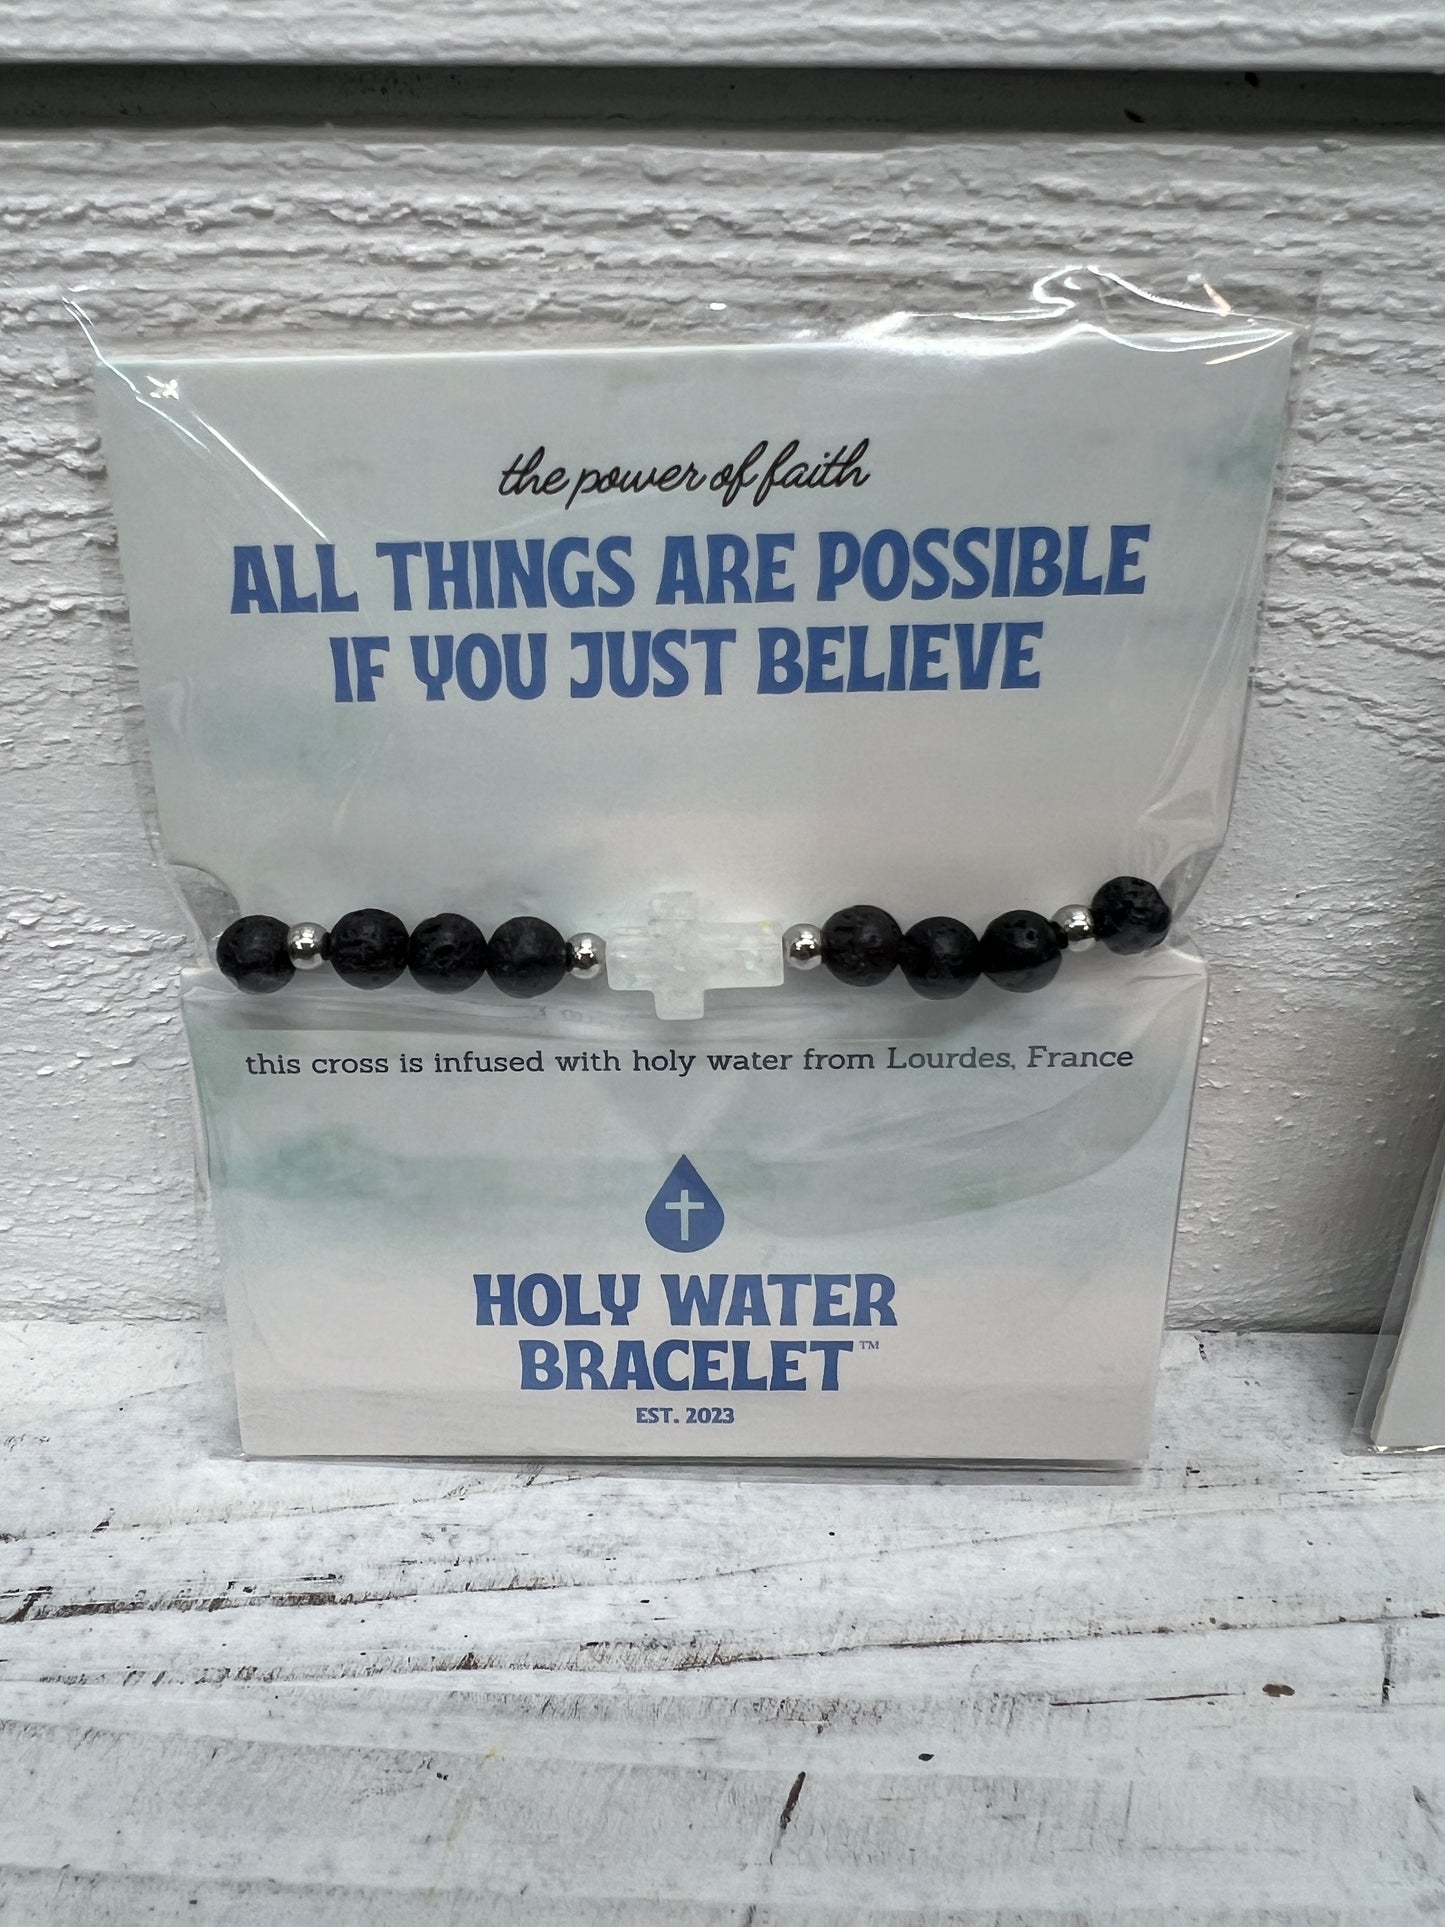 the power of faith
ALL THINGS ARE POSSIBLE
IF YOU JUST BELIEVE
this cross is infused with holy water from Lourdes, France
HOLY WATER
BRACELET™
EST. 2023